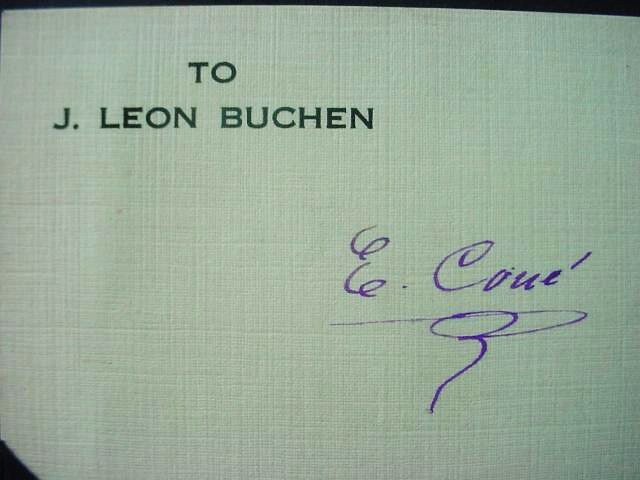 TO
J. LEON BUCHEN
E. Coué